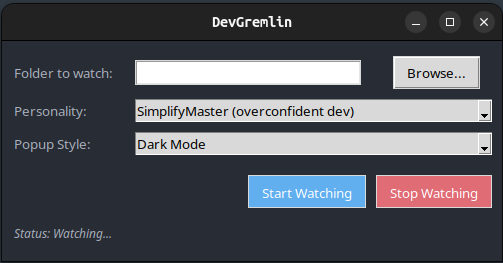 DevGremlin
Folder to watch:
Browse...
Personality:
SimplifyMaster (overconfident dev)
Popup Style:
Dark Mode
Start Watching
Stop Watching
Status: Watching...